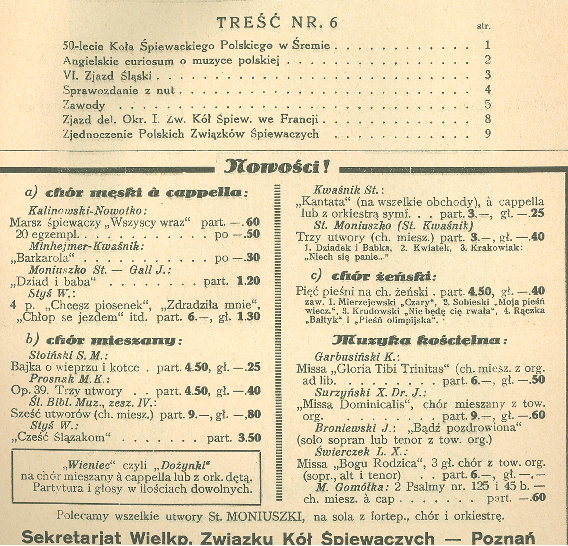 TREŚĆ NR. 6
str.
50-lecie Koła Śpiewackiego Polskiego w Śremie . . . . . . . . . . . 1
Angielskie curiosum o muzyce polskiej . . . . . . . . . . . . . 2
VI. Zjazd Śląski . . . . . . . . . . . . . . . . . . . . 3
Sprawozdanie z nut . . . . . . . . . . . . . . . . . . 4
Zawody . . . . . . . . . . . . . . . . . . . . . . . 5
Zjazd del. Okr. I. Zw. Kół Śpiew. we Francji . . . . . . . . . . . 8
Zjednoczenie Polskich Związków Śpiewaczych . . . . . . . . . . . 9
Nowości!
a) chór męski à cappella:
Kalinowski-Nowotko:
Marsz śpiewaczy „Wszyscy wraz" part. —.60
20 egzempl. . . . . . . . . . po —.50
Minhejmer-Kwaśnik:
„Barkarola" . . . . . . . . . po —.30
Moniuszko St. — Gall J.:
„Dziad i baba" . . . . . . part. 1.20
Styś W.:
4 p. „Chcesz piosenek", „Zdradziła mnie",
„Chłop se jezdem" itd. part. 6.—, gł. 1.30
b) chór mieszany:
Stoiński S. M.:
Bajka o wieprzu i kotce . part. 4.50, gł. —.25
Prosnak M. K.:
Op. 39. Trzy utwory . . part. 4.50, gł. —.40
Śl. Bibl. Muz., zesz. IV.:
Sześć utworów (ch. miesz.) part. 9.—, gł. —,80
Styś W.:
„Cześć Ślązakom" . . . . . . part. 3.50
„Wieniec" czyli „Dożynki"
na chór mieszany à cappella lub z ork. dętą.
Partytura i głosy w ilościach dowolnych.
Kwaśnik St.:
„Kantata" (na wszelkie obchody), à cappella
lub z orkiestrą symf. . . part. 3.—, gł. —.25
St. Moniuszko (St. Kwaśnik)
Trzy utwory (ch. miesz.) part. 3.—, gł. —.40
1. Dziadek i Babka, 2. Kwiatek, 3. Krakowiak:
„Niech się panie.."
c) chór żeński:
Pięć pieśni na ch. żeński . part. 4.50, gł. —.40
zaw. 1. Mierzejewski „Czary", 2. Sobieski „Moja pieśń
wiecz.", 3. Krudowski „Nie będę cię rwała", 4. Rączka
„Bałtyk" i „Pieśń olimpijska".
Muzyka kościelna:
Garbusiński K.:
Missa „Gloria Tibi Trinitas" (ch. miesz. z org.
ad lib. . . . . . . . part. 6.—, gł. —.50
Surzyński X. Dr. J.:
„Missa Dominicalis", chór mieszany z tow.
org. . . . . . . . . part. 9.—, gł. —.60
Broniewski J.: „Bądź pozdrowiona"
(solo sopran lub tenor z tow. org.)
Świerczek L. X.:
Missa „Bogu Rodzica", 3 gł. chór z tow. org.
(sopr., alt i tenor) . . part. 6.—, gł. —.—
M. Gomółka: 2 Psalmy nr. 125 i 45 b. —
ch. miesz. à cap . . . . . . . part. —.60
Polecamy wszelkie utwory St. MONIUSZKI, na sola z fortep., chór i orkiestrę.
Sekretarjat Wielkp. Związku Kół Śpiewaczych — Poznań